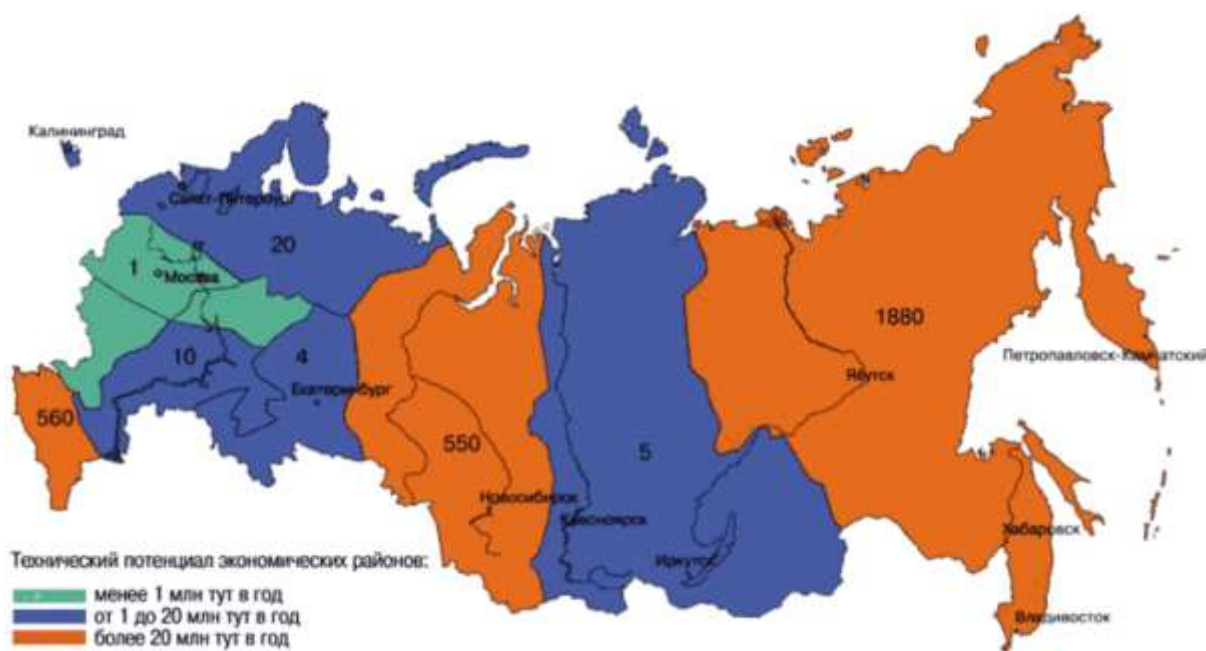 Калининград
Санкт-Петербург
20
1
Москва
1880
Петропавловск-Камчатский
Якутск
10
4
Екатеринбург
560
550
5
Новосибирск
Красноярск
Хабаровск
Иркутск
Технический потенциал экономических районов:
менее 1 млн тут в год
от 1 до 20 млн тут в год
более 20 млн тут в год
Владивосток